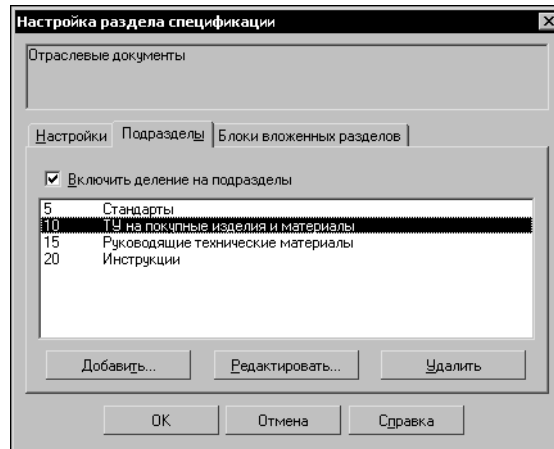 Настройка раздела спецификации
Отраслевые документы
Настройки Подразделы Блоки вложенных разделов
Включить деление на подразделы
5 Стандарты
10 ТУ на покупные изделия и материалы
15 Руководящие технические материалы
20 Инструкции
Добавить... Редактировать... Удалить
OK Отмена Справка